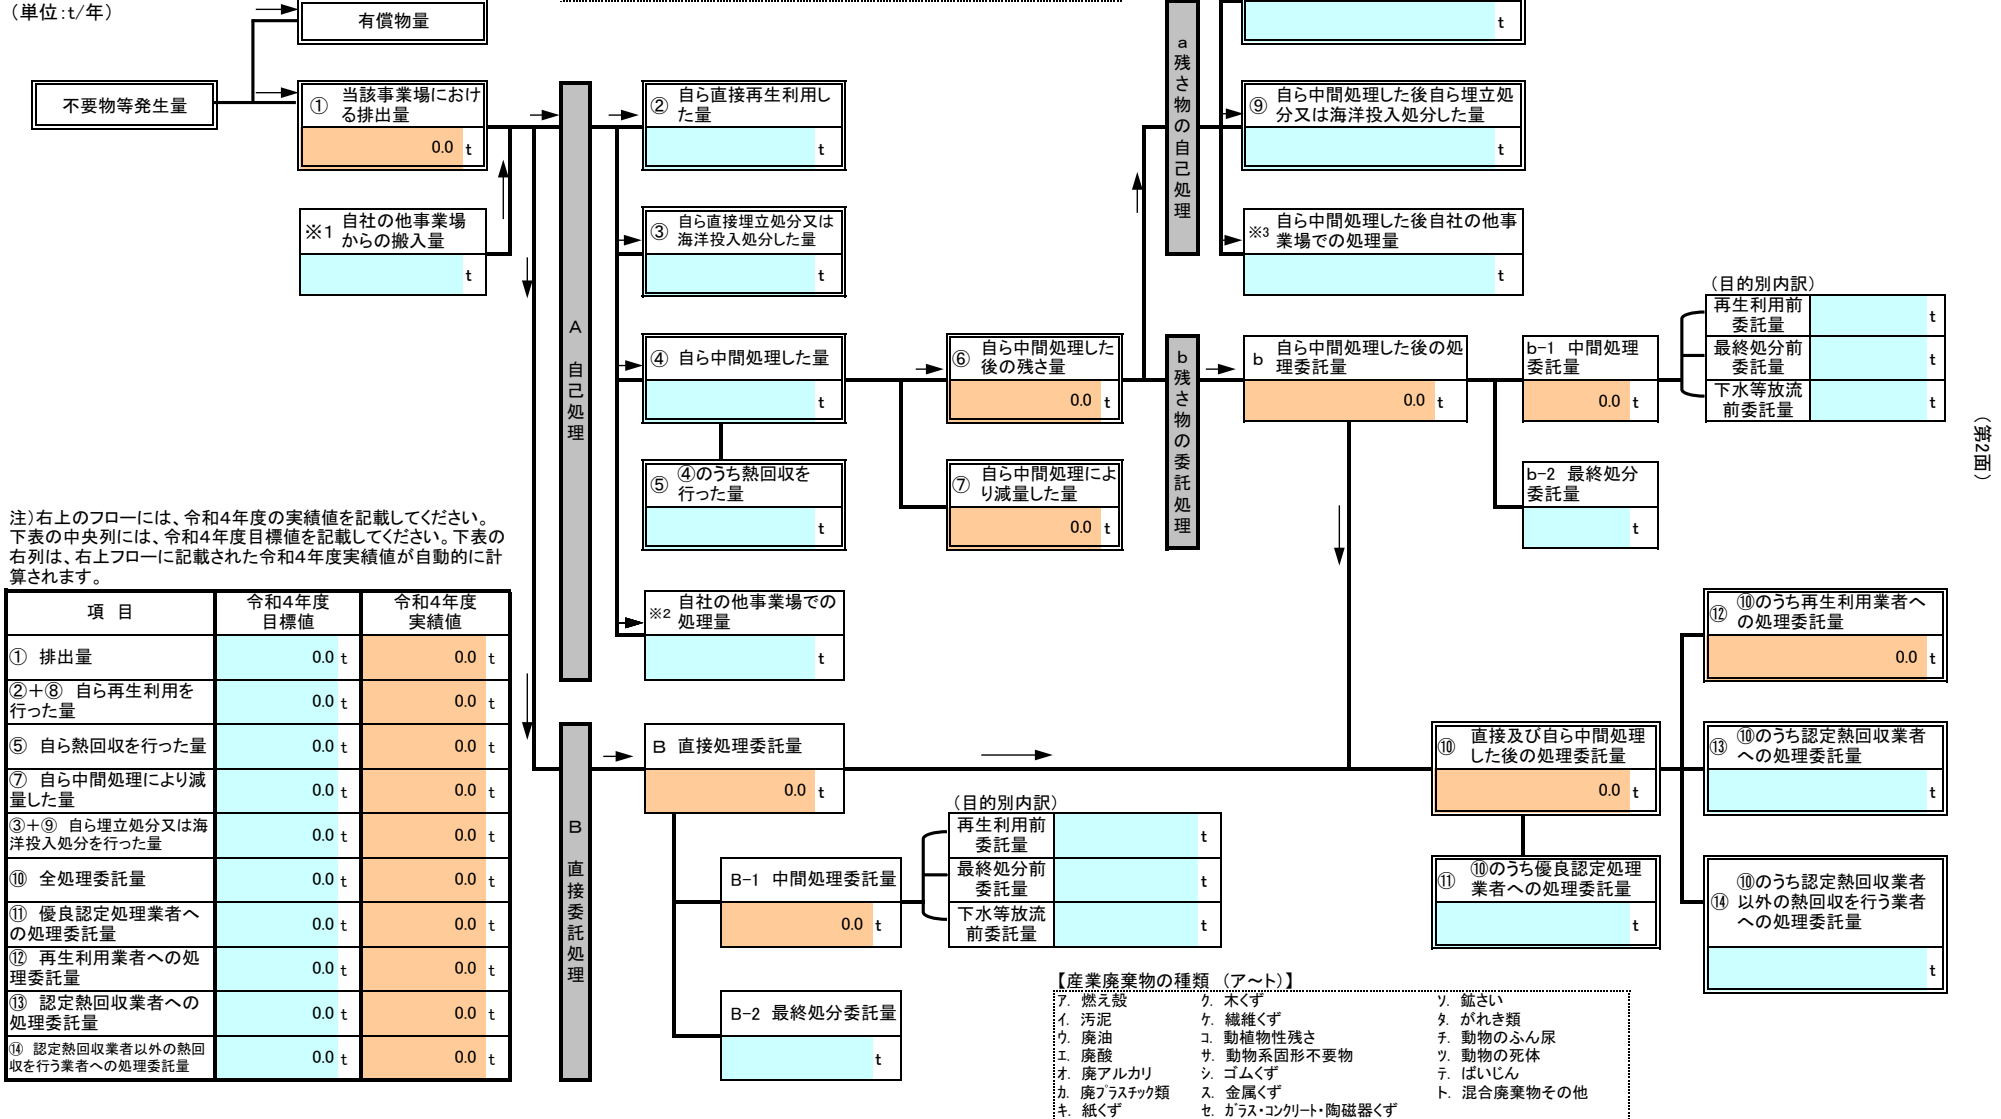 （単位：t/年）
有償物量
不要物等発生量
① 当該事業場におけ
る排出量
0.0 t
※1 自社の他事業場
からの搬入量
t
A 自己処理
② 自ら直接再生利用し
た量
t
③ 自ら直接埋立処分又は
海洋投入処分した量
t
④ 自ら中間処理した量
t
⑤ ④のうち熱回収を
行った量
t
※2 自社の他事業場での
処理量
t
⑥ 自ら中間処理した
後の残さ量
0.0 t
⑦ 自ら中間処理によ
り減量した量
0.0 t
a 残さ物の自己処理
t
⑨ 自ら中間処理した後自ら埋立処
分又は海洋投入処分した量
t
※3 自ら中間処理した後自社の他事
業場での処理量
t
b 残さ物の委託処理
b 自ら中間処理した後の処
理委託量
0.0 t
b-1 中間処理
委託量
0.0 t
b-2 最終処分
委託量
t
（目的別内訳）
再生利用前
委託量
t
最終処分前
委託量
t
下水等放流
前委託量
t
（第2面）
注）右上のフローには、令和４年度の実績値を記載してください。
下表の中央列には、令和４年度目標値を記載してください。下表の
右列は、右上フローに記載された令和４年度実績値が自動的に計
算されます。
項 目 令和４年度
目標値 令和４年度
実績値
① 排出量 0.0 t 0.0 t
②＋⑧ 自ら再生利用を
行った量 0.0 t 0.0 t
⑤ 自ら熱回収を行った量 0.0 t 0.0 t
⑦ 自ら中間処理により減
量した量 0.0 t 0.0 t
③＋⑨ 自ら埋立処分又は海
洋投入処分を行った量 0.0 t 0.0 t
⑩ 全処理委託量 0.0 t 0.0 t
⑪ 優良認定処理業者へ
の処理委託量 0.0 t 0.0 t
⑫ 再生利用業者への処
理委託量 0.0 t 0.0 t
⑬ 認定熱回収業者への
処理委託量 0.0 t 0.0 t
⑭ 認定熱回収業者以外の熱回
収を行う業者への処理委託量 0.0 t 0.0 t
B 直接委託処理
B 直接処理委託量
0.0 t
B-1 中間処理委託量
0.0 t
B-2 最終処分委託量
t
（目的別内訳）
再生利用前
委託量
t
最終処分前
委託量
t
下水等放流
前委託量
t
⑩ 直接及び自ら中間処理
した後の処理委託量
0.0 t
⑪ ⑩のうち優良認定処理
業者への処理委託量
t
⑫ ⑩のうち再生利用業者へ
の処理委託量
0.0 t
⑬ ⑩のうち認定熱回収業者
への処理委託量
t
⑭ ⑩のうち認定熱回収業者
以外の熱回収を行う業者
への処理委託量
t
【産業廃棄物の種類 （ア～ト）】
ア. 燃え殻 ク. 木くず ソ. 鉱さい
イ. 汚泥 ケ. 繊維くず タ. がれき類
ウ. 廃油 コ. 動植物性残さ チ. 動物のふん尿
エ. 廃酸 サ. 動物系固形不要物 ツ. 動物の死体
オ. 廃アルカリ シ. ゴムくず テ. ばいじん
カ. 廃プラスチック類 ス. 金属くず ト. 混合廃棄物その他
キ. 紙くず セ. ガラス・コンクリート・陶磁器くず